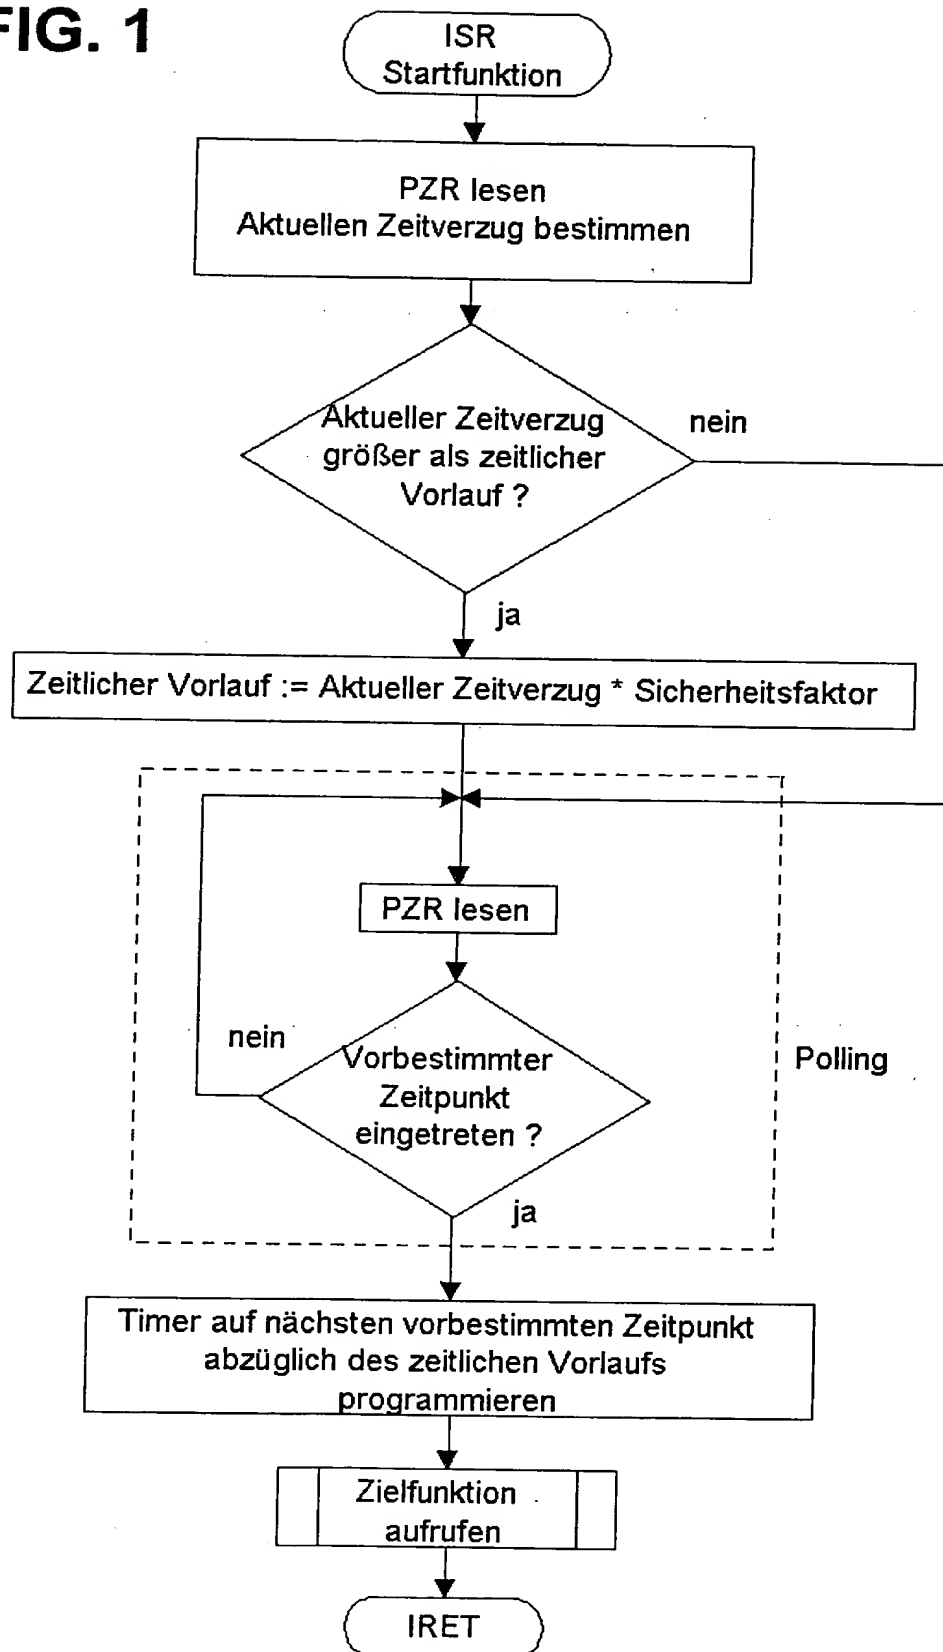 FIG. 1
ISR
Startfunktion
PZR lesen
Aktuellen Zeitverzug bestimmen
Aktueller Zeitverzug
größer als zeitlicher
Vorlauf ?
nein
ja
Zeitlicher Vorlauf := Aktueller Zeitverzug * Sicherheitsfaktor
PZR lesen
nein
Vorbestimmter
Zeitpunkt
eingetreten ?
Polling
ja
Timer auf nächsten vorbestimmten Zeitpunkt
abzüglich des zeitlichen Vorlaufs
programmieren
Zielfunktion
aufrufen
IRET